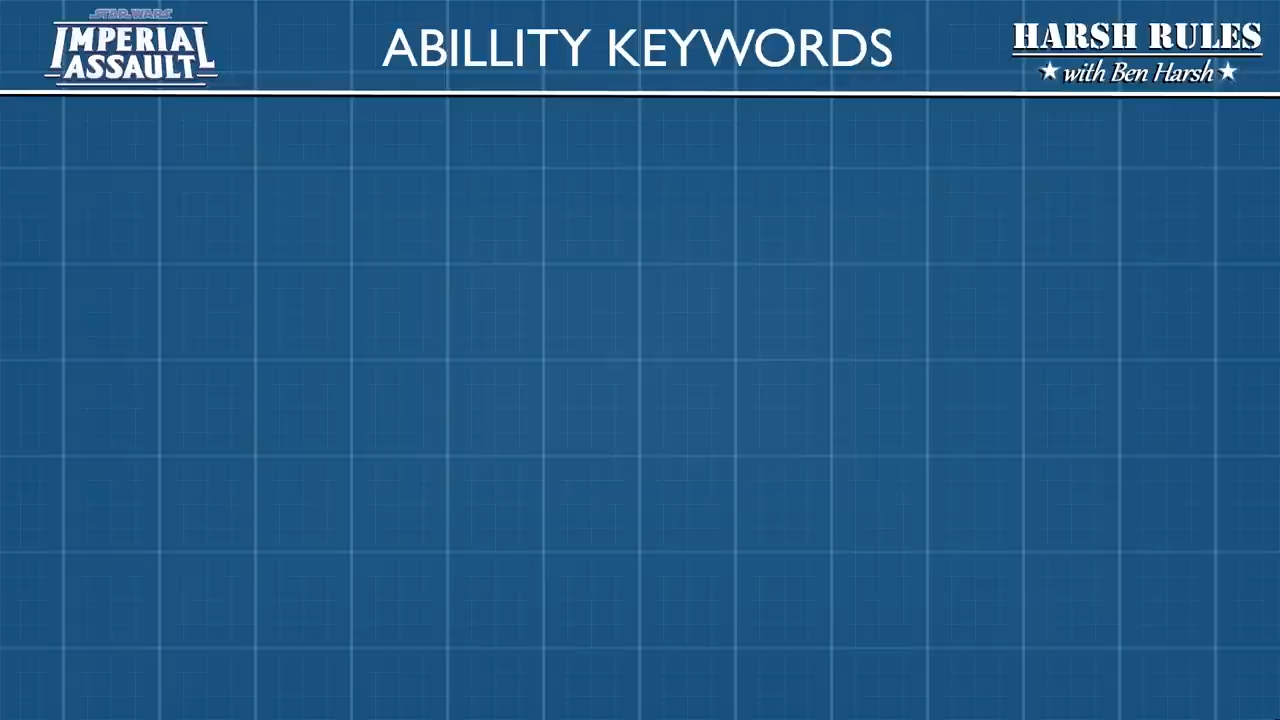 STAR WARS
IMPERIAL
ASSAULT
ABILLITY KEYWORDS
HARSH RULES
with Ben Harsh